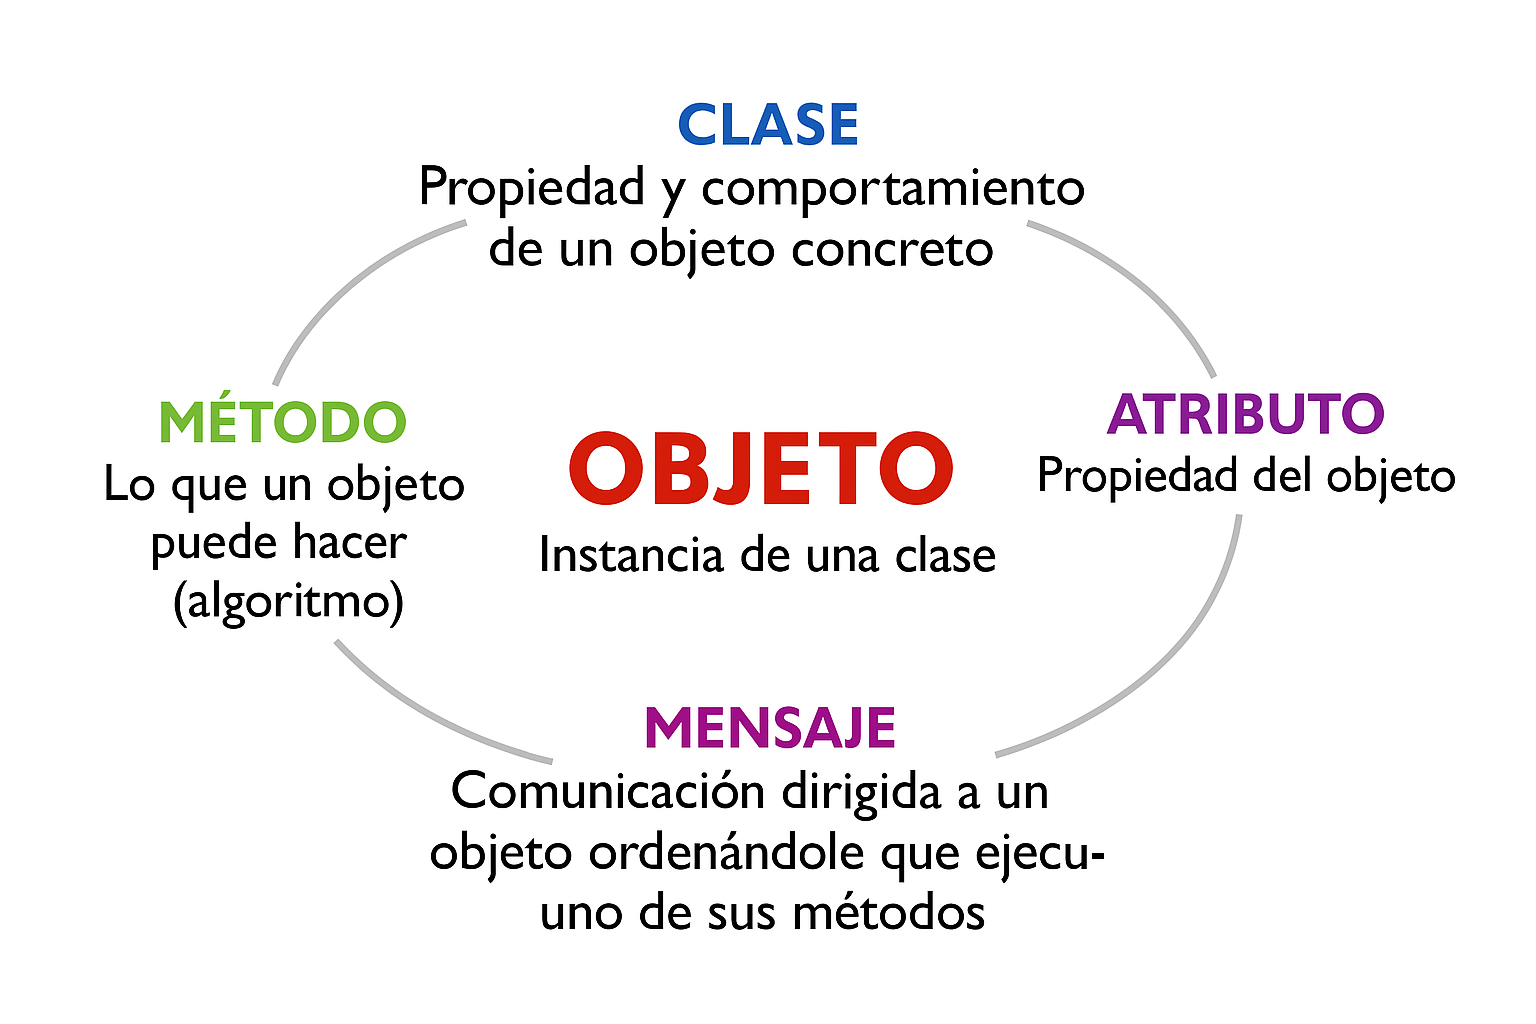 CLASE
Propiedad y comportamiento
de un objeto concreto
MÉTODO
Lo que un objeto
puede hacer
(algoritmo)
OBJETO
Instancia de una clase
ATRIBUTO
Propiedad del objeto
MENSAJE
Comunicación dirigida a un
objeto ordenándole que ejecu-
uno de sus métodos